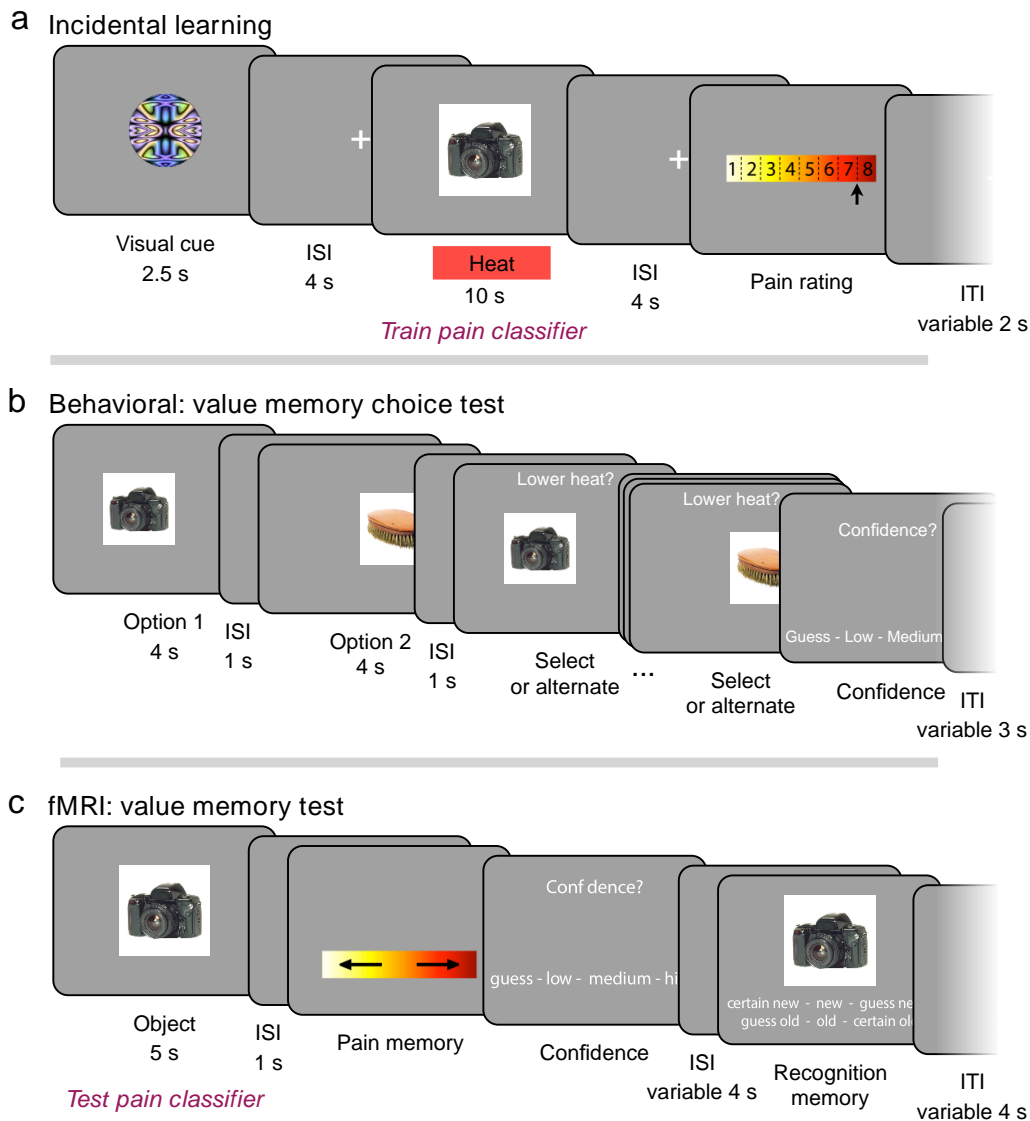 a Incidental learning
1 2 3 4 5 6 7 8
Visual cue
2.5 s
ISI
4 s
Heat
10 s
ISI
4 s
Pain rating
ITI
variable 2 s
Train pain classifier
b Behavioral: value memory choice test
Lower heat?
Lower heat?
Confidence?
Guess - Low - Medium
Option 1
4 s
ISI
1 s
Option 2
4 s
ISI
1 s
Select
or alternate
...
Select
or alternate
Confidence
ITI
variable 3 s
c fMRI: value memory test
Conf dence?
guess - low - medium - hi
certain new - new - guess ne
guess old - old - certain old
Object
5 s
ISI
1 s
Pain memory
Confidence
ISI
variable 4 s
Recognition
memory
ITI
variable 4 s
Test pain classifier